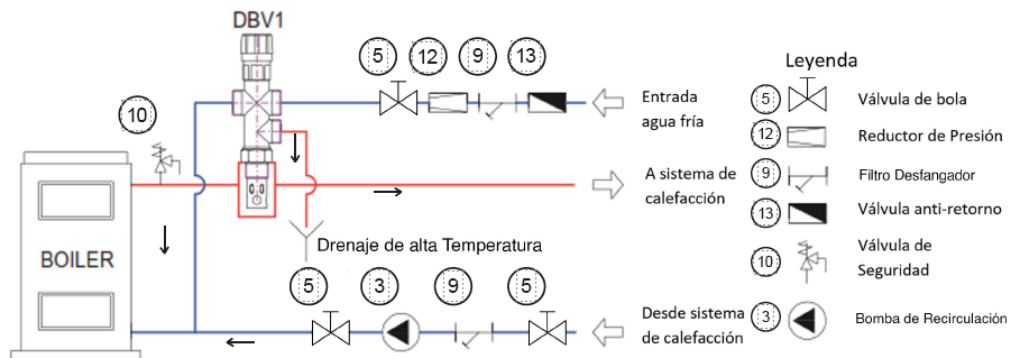 DBV1
5
12
9
13
Entrada
agua fría
10
A sistema de
calefacción
Drenaje de alta Temperatura
BOILER
5
3
9
5
Desde sistema
de calefacción
Leyenda
5 Válvula de bola
12 Reductor de Presión
9 Filtro Desfangador
13 Válvula anti-retorno
10 Válvula de
Seguridad
3 Bomba de Recirculación